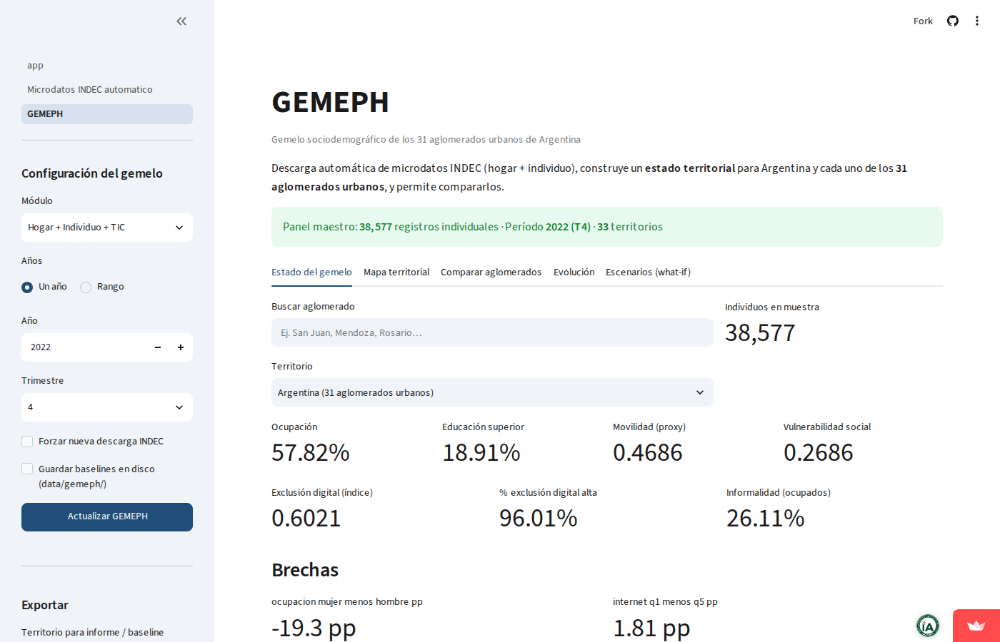 app
Microdatos INDEC automatico
GEMEPH
Configuración del gemelo
Módulo
Hogar + Individuo + TIC
Años
Un año
Rango
Año
2022
Trimestre
4
Forzar nueva descarga INDEC
Guardar baselines en disco
(data/gemeph/)
Actualizar GEMEPH
Exportar
Territorio para informe / baseline
Fork
GEMEPH
Gemelo sociodemográfico de los 31 aglomerados urbanos de Argentina
Descarga automática de microdatos INDEC (hogar + individuo), construye un estado territorial para Argentina y cada uno de los 31
aglomerados urbanos, y permite compararlos.
Panel maestro: 38,577 registros individuales · Período 2022 (T4) · 33 territorios
Estado del gemelo Mapa territorial Comparar aglomerados Evolución Escenarios (what-if)
Buscar aglomerado
Ej. San Juan, Mendoza, Rosario...
Individuos en muestra
38,577
Territorio
Argentina (31 aglomerados urbanos)
Ocupación
57.82%
Educación superior
18.91%
Movilidad (proxy)
0.4686
Vulnerabilidad social
0.2686
Exclusión digital (índice)
0.6021
% exclusión digital alta
96.01%
Informalidad (ocupados)
26.11%
Brechas
ocupacion mujer menos hombre pp
-19.3 pp
internet q1 menos q5 pp
1.81 pp
IA